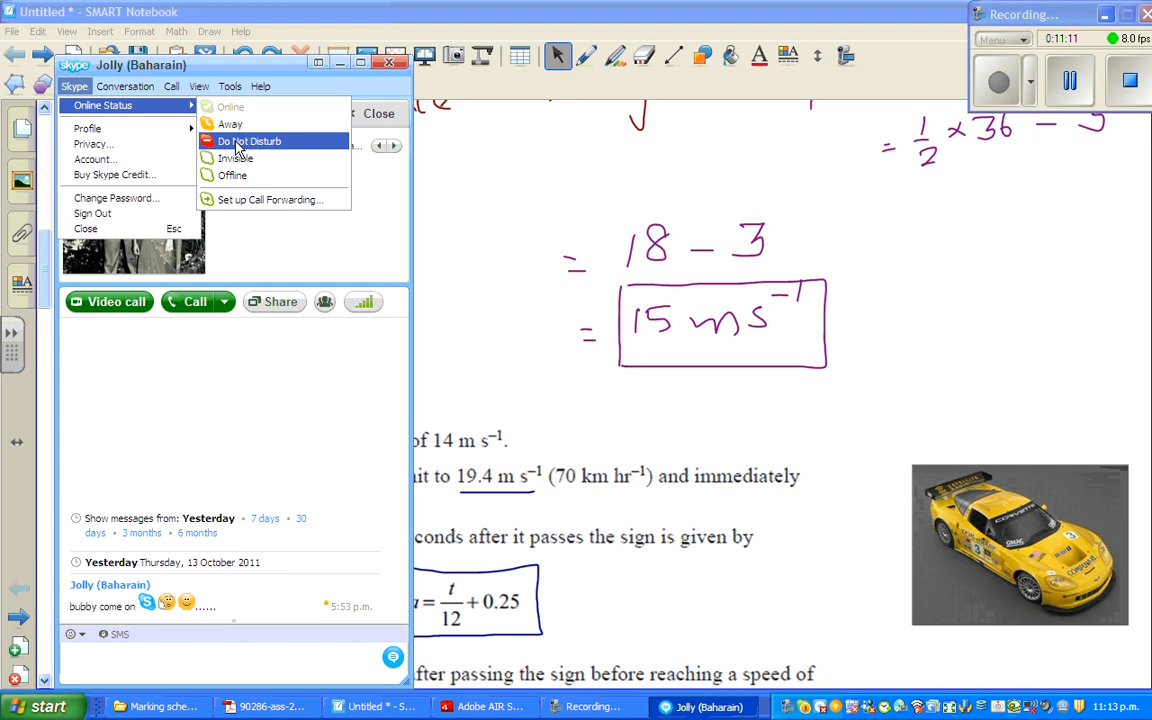 Untitled * - SMART Notebook
File Edit View Insert Format Math Draw Help
Recording...
Menu 0:11:11 8.0 fps
Jolly (Baharain)
Skype Conversation Call View Tools Help
Online Status
Profile
Privacy...
Account...
Buy Skype Credit...
Change Password...
Sign Out
Close Esc
Online
Away
Do Not Disturb
Invisible
Offline
Set up Call Forwarding...
Close
= 1/2 × 36 - 3
= 18 - 3
= 15 ms⁻¹
Video call Call Share
of 14 m s⁻¹.
it to 19.4 m s⁻¹ (70 km hr⁻¹) and immediately
conds after it passes the sign is given by
a = t/12 + 0.25
fter passing the sign before reaching a speed of
Show messages from: Yesterday • 7 days • 30
days • 3 months • 6 months
Yesterday Thursday, 13 October 2011
Jolly (Baharain)
bubby come on ...... 5:53 p.m.
SMS
start Marking sche... 90286-ass-2... Untitled * - S... Adobe AIR S... Recording... Jolly (Baharain) 11:13 p.m.